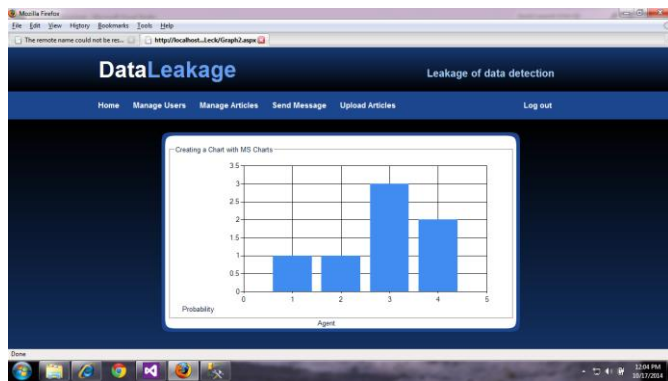 Mozilla Firefox
File Edit View History Bookmarks Tools Help
The remote name could not be res... http://localhost...Leck/Graph2.aspx
DataLeakage
Leakage of data detection
Home Manage Users Manage Articles Send Message Upload Articles Log out
Creating a Chart with MS Charts
3.5
3
2.5
2
1.5
1
0.5
0
0 1 2 3 4 5
Probability
Agent
Done
12:04 PM
10/17/2014